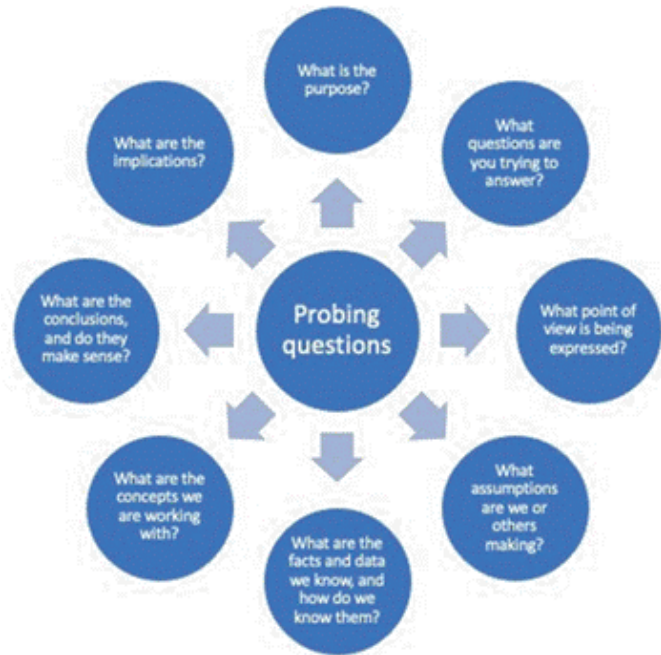 What is the
purpose?
What
questions are
you trying to
answer?
What point of
view is being
expressed?
What
assumptions
are we or
others
making?
What are the
facts and data
we know, and
how do we
know them?
What are the
concepts we
are working
with?
What are the
conclusions,
and do they
make sense?
What are the
implications?
Probing
questions